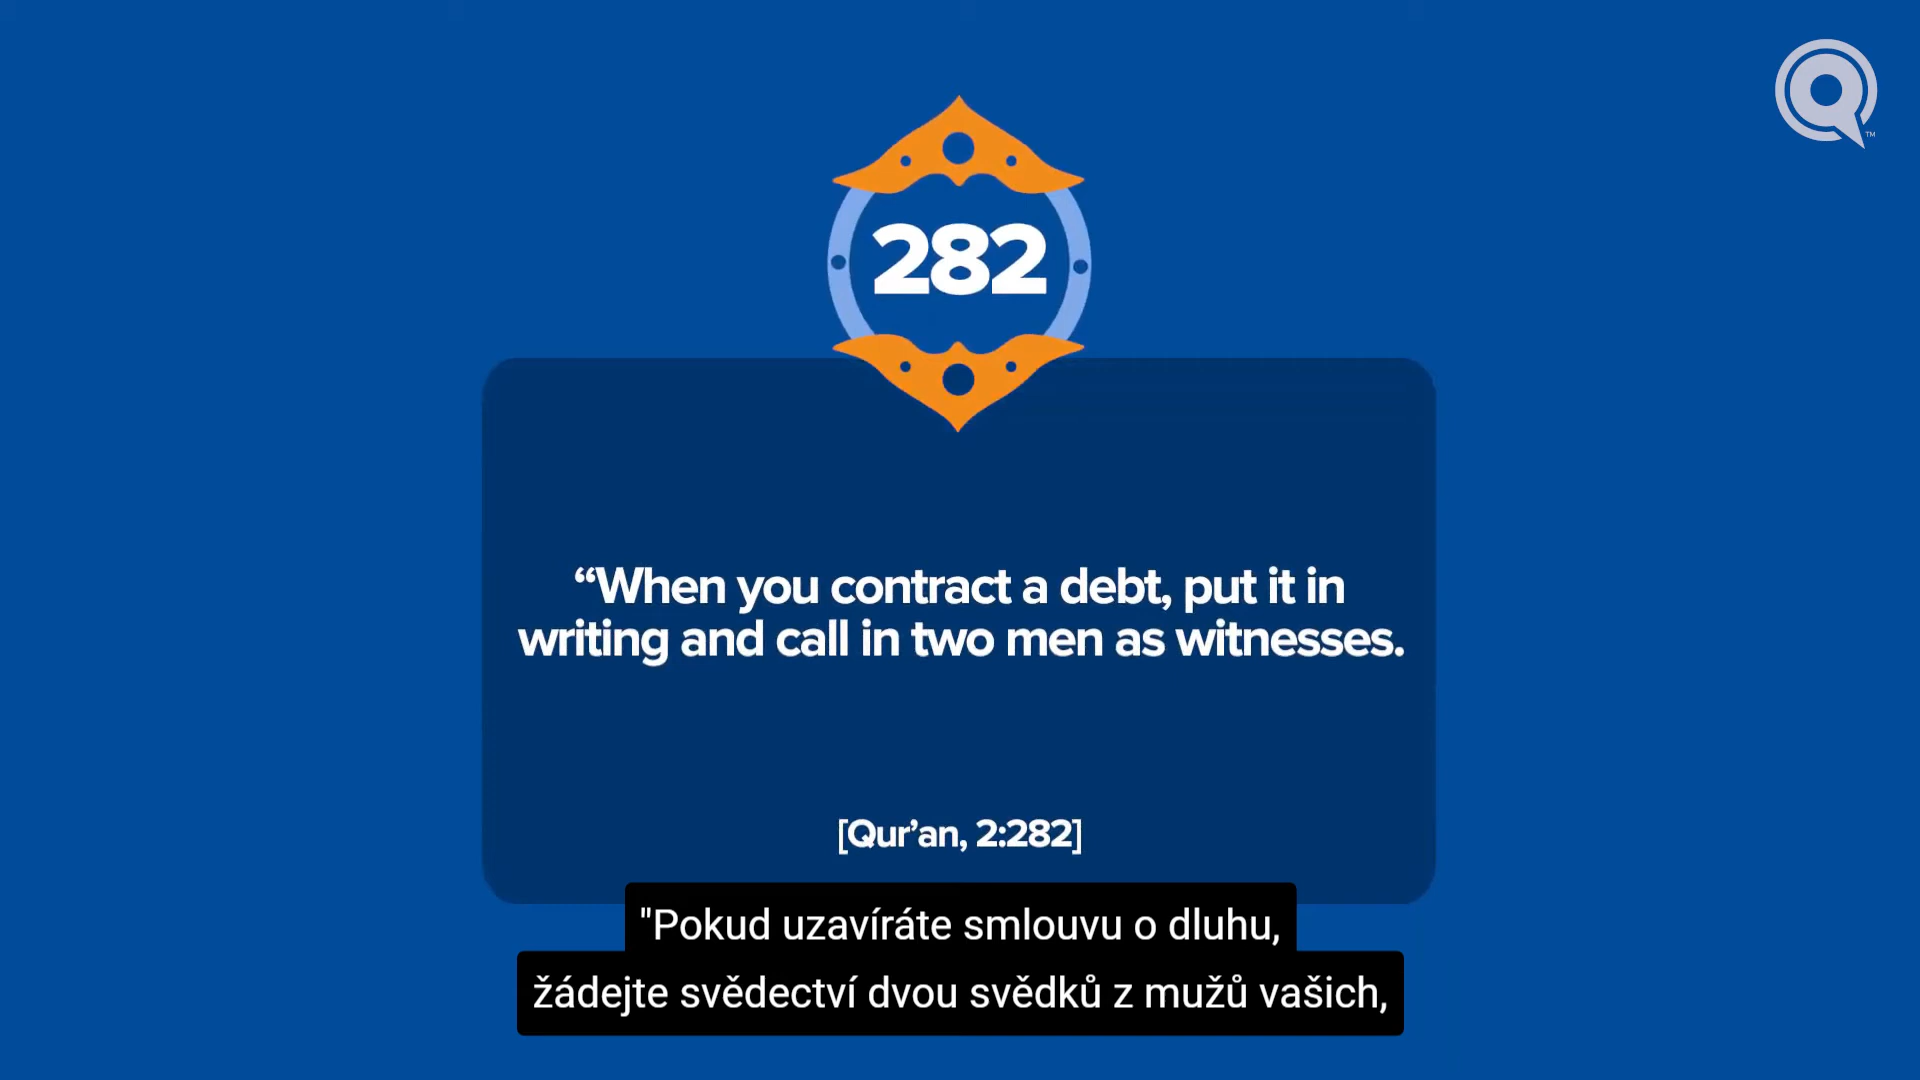 282
“When you contract a debt, put it in
writing and call in two men as witnesses.
[Qur’an, 2:282]
"Pokud uzavíráte smlouvu o dluhu,
žádejte svědectví dvou svědků z mužů vašich,
TM